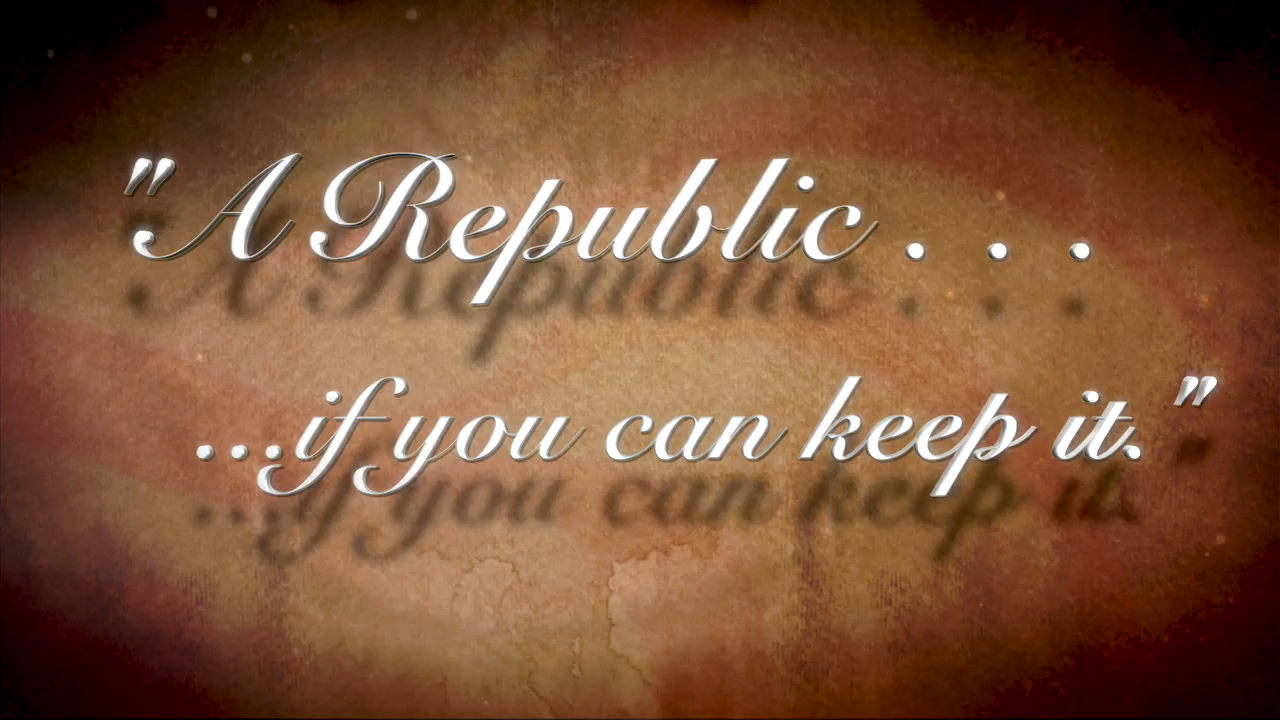 "A Republic . . .
...if you can keep it."